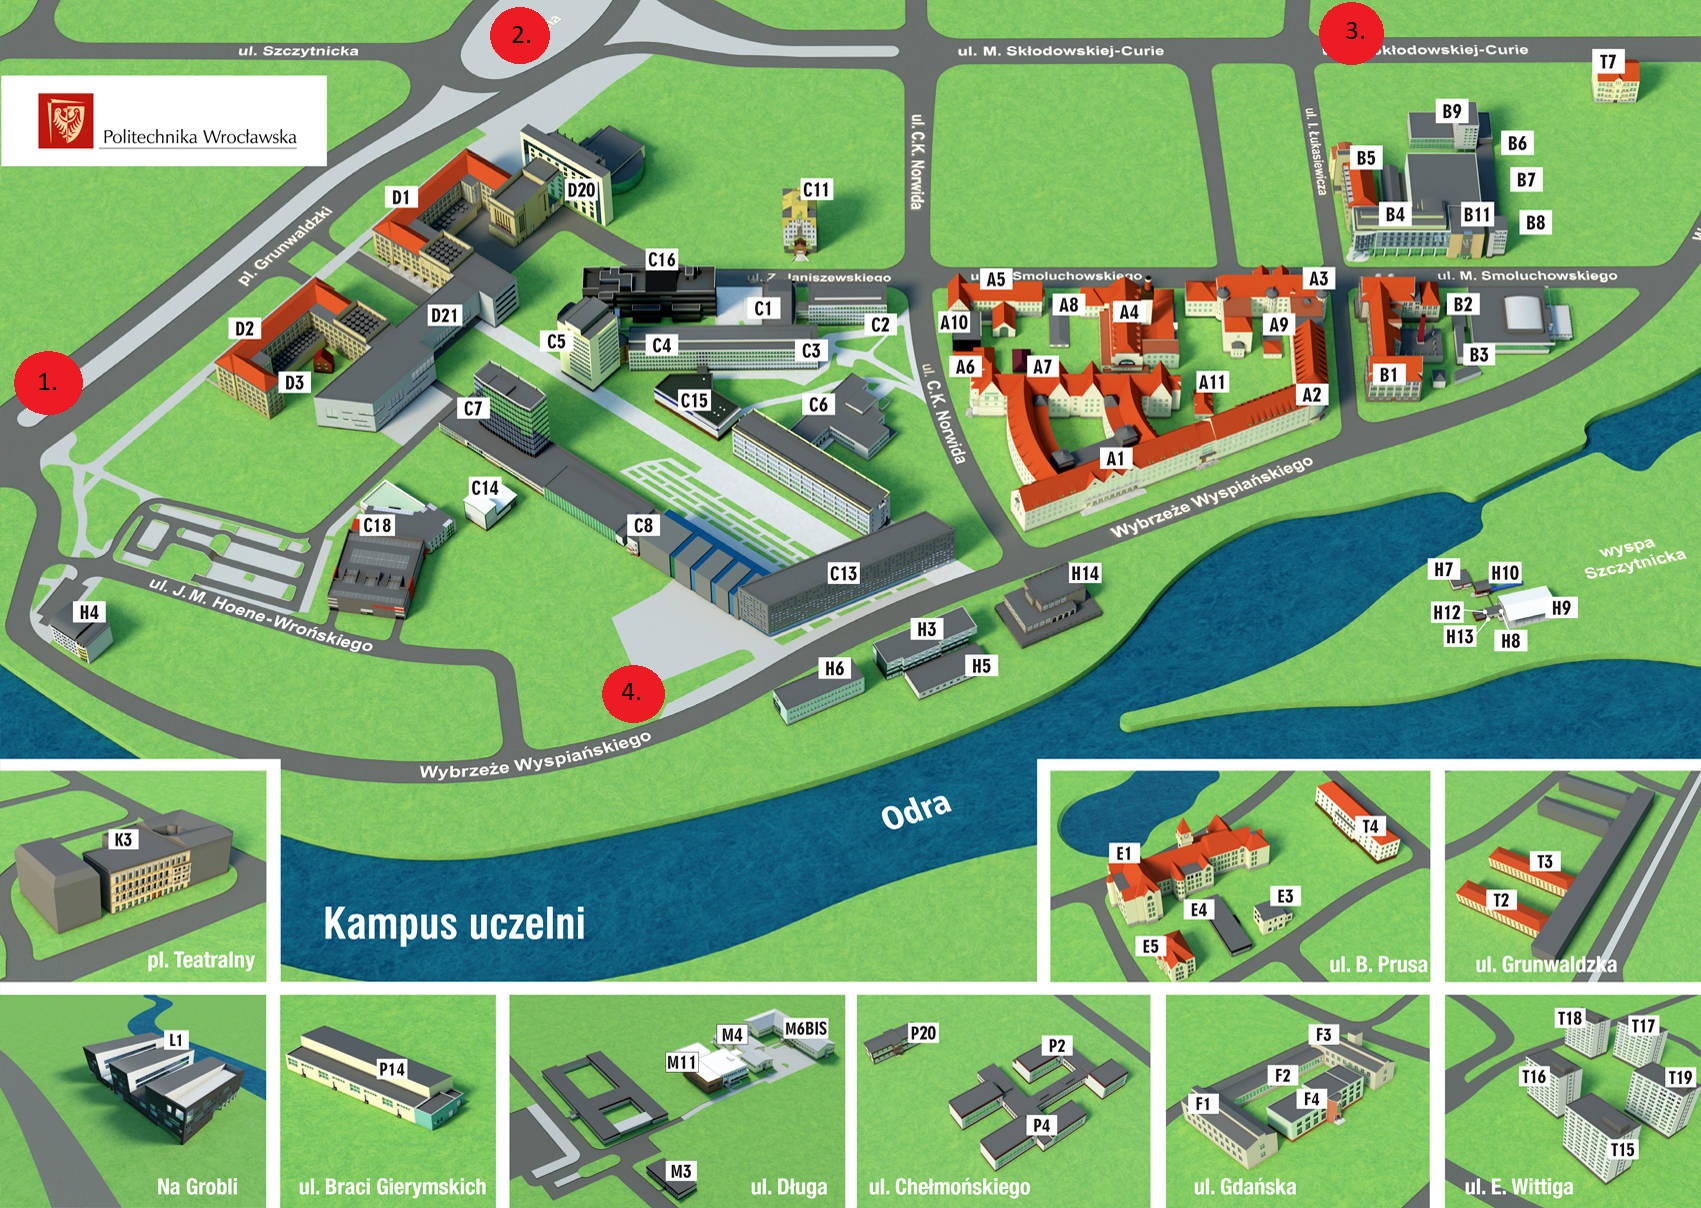 2.
3.
ul. Szczytnicka
ul. M. Skłodowskiej-Curie
Skłodowskiej-Curie
T7
Politechnika Wrocławska
ul. C.K. Norwida
ul. I. Łukasiewicza
B9
B6
B5
B7
D1
D20
C11
B4
B11
B8
pl. Grunwaldzki
C16
ul. Z. Janiszewskiego
ul. Smoluchowskiego
ul. M. Smoluchowskiego
A5
A3
D21
C1
A8
A4
B2
D2
C5
C2
A10
A9
C4
C3
B3
1.
D3
A6
A7
B1
C7
C15
C6
ul. C.K. Norwida
A11
A2
A1
C14
Wybrzeże Wyspiańskiego
C18
C8
wyspa
Szczytnicka
ul. J.M. Hoene-Wrońskiego
C13
H14
H7
H10
H4
H12
H9
H3
H13
H8
H6
H5
4.
Wybrzeże Wyspiańskiego
Odra
Kampus uczelni
K3
pl. Teatralny
E1
T4
E4
E3
E5
ul. B. Prusa
T3
T2
ul. Grunwaldzka
L1
Na Grobli
P14
ul. Braci Gierymskich
M4
M6BIS
M11
M3
ul. Długa
P20
P2
P4
ul. Chełmońskiego
F3
F2
F1
F4
ul. Gdańska
T18
T17
T16
T19
T15
ul. E. Wittiga